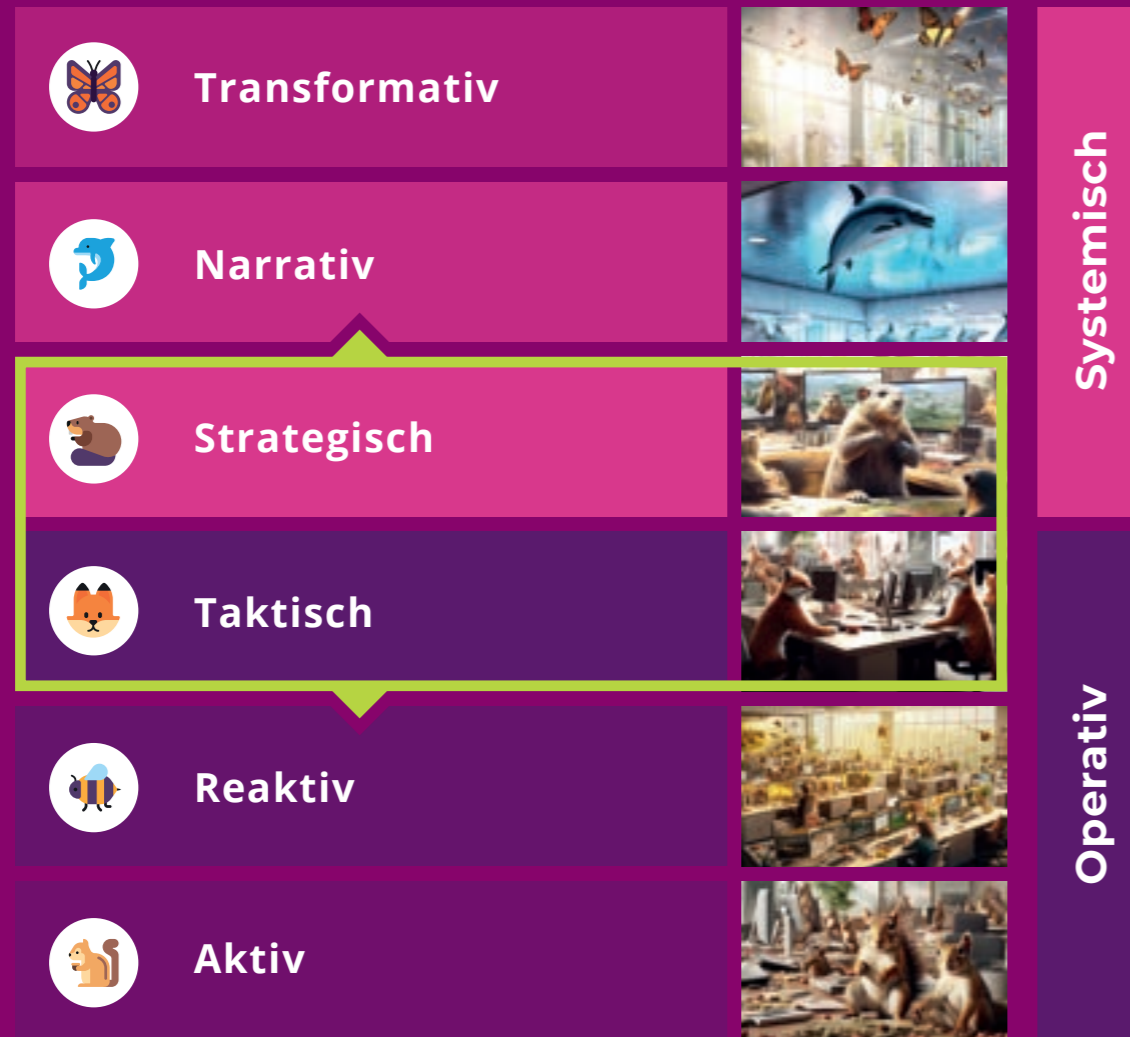 Transformativ
Narrativ
Strategisch
Taktisch
Reaktiv
Aktiv
Systemisch
Operativ